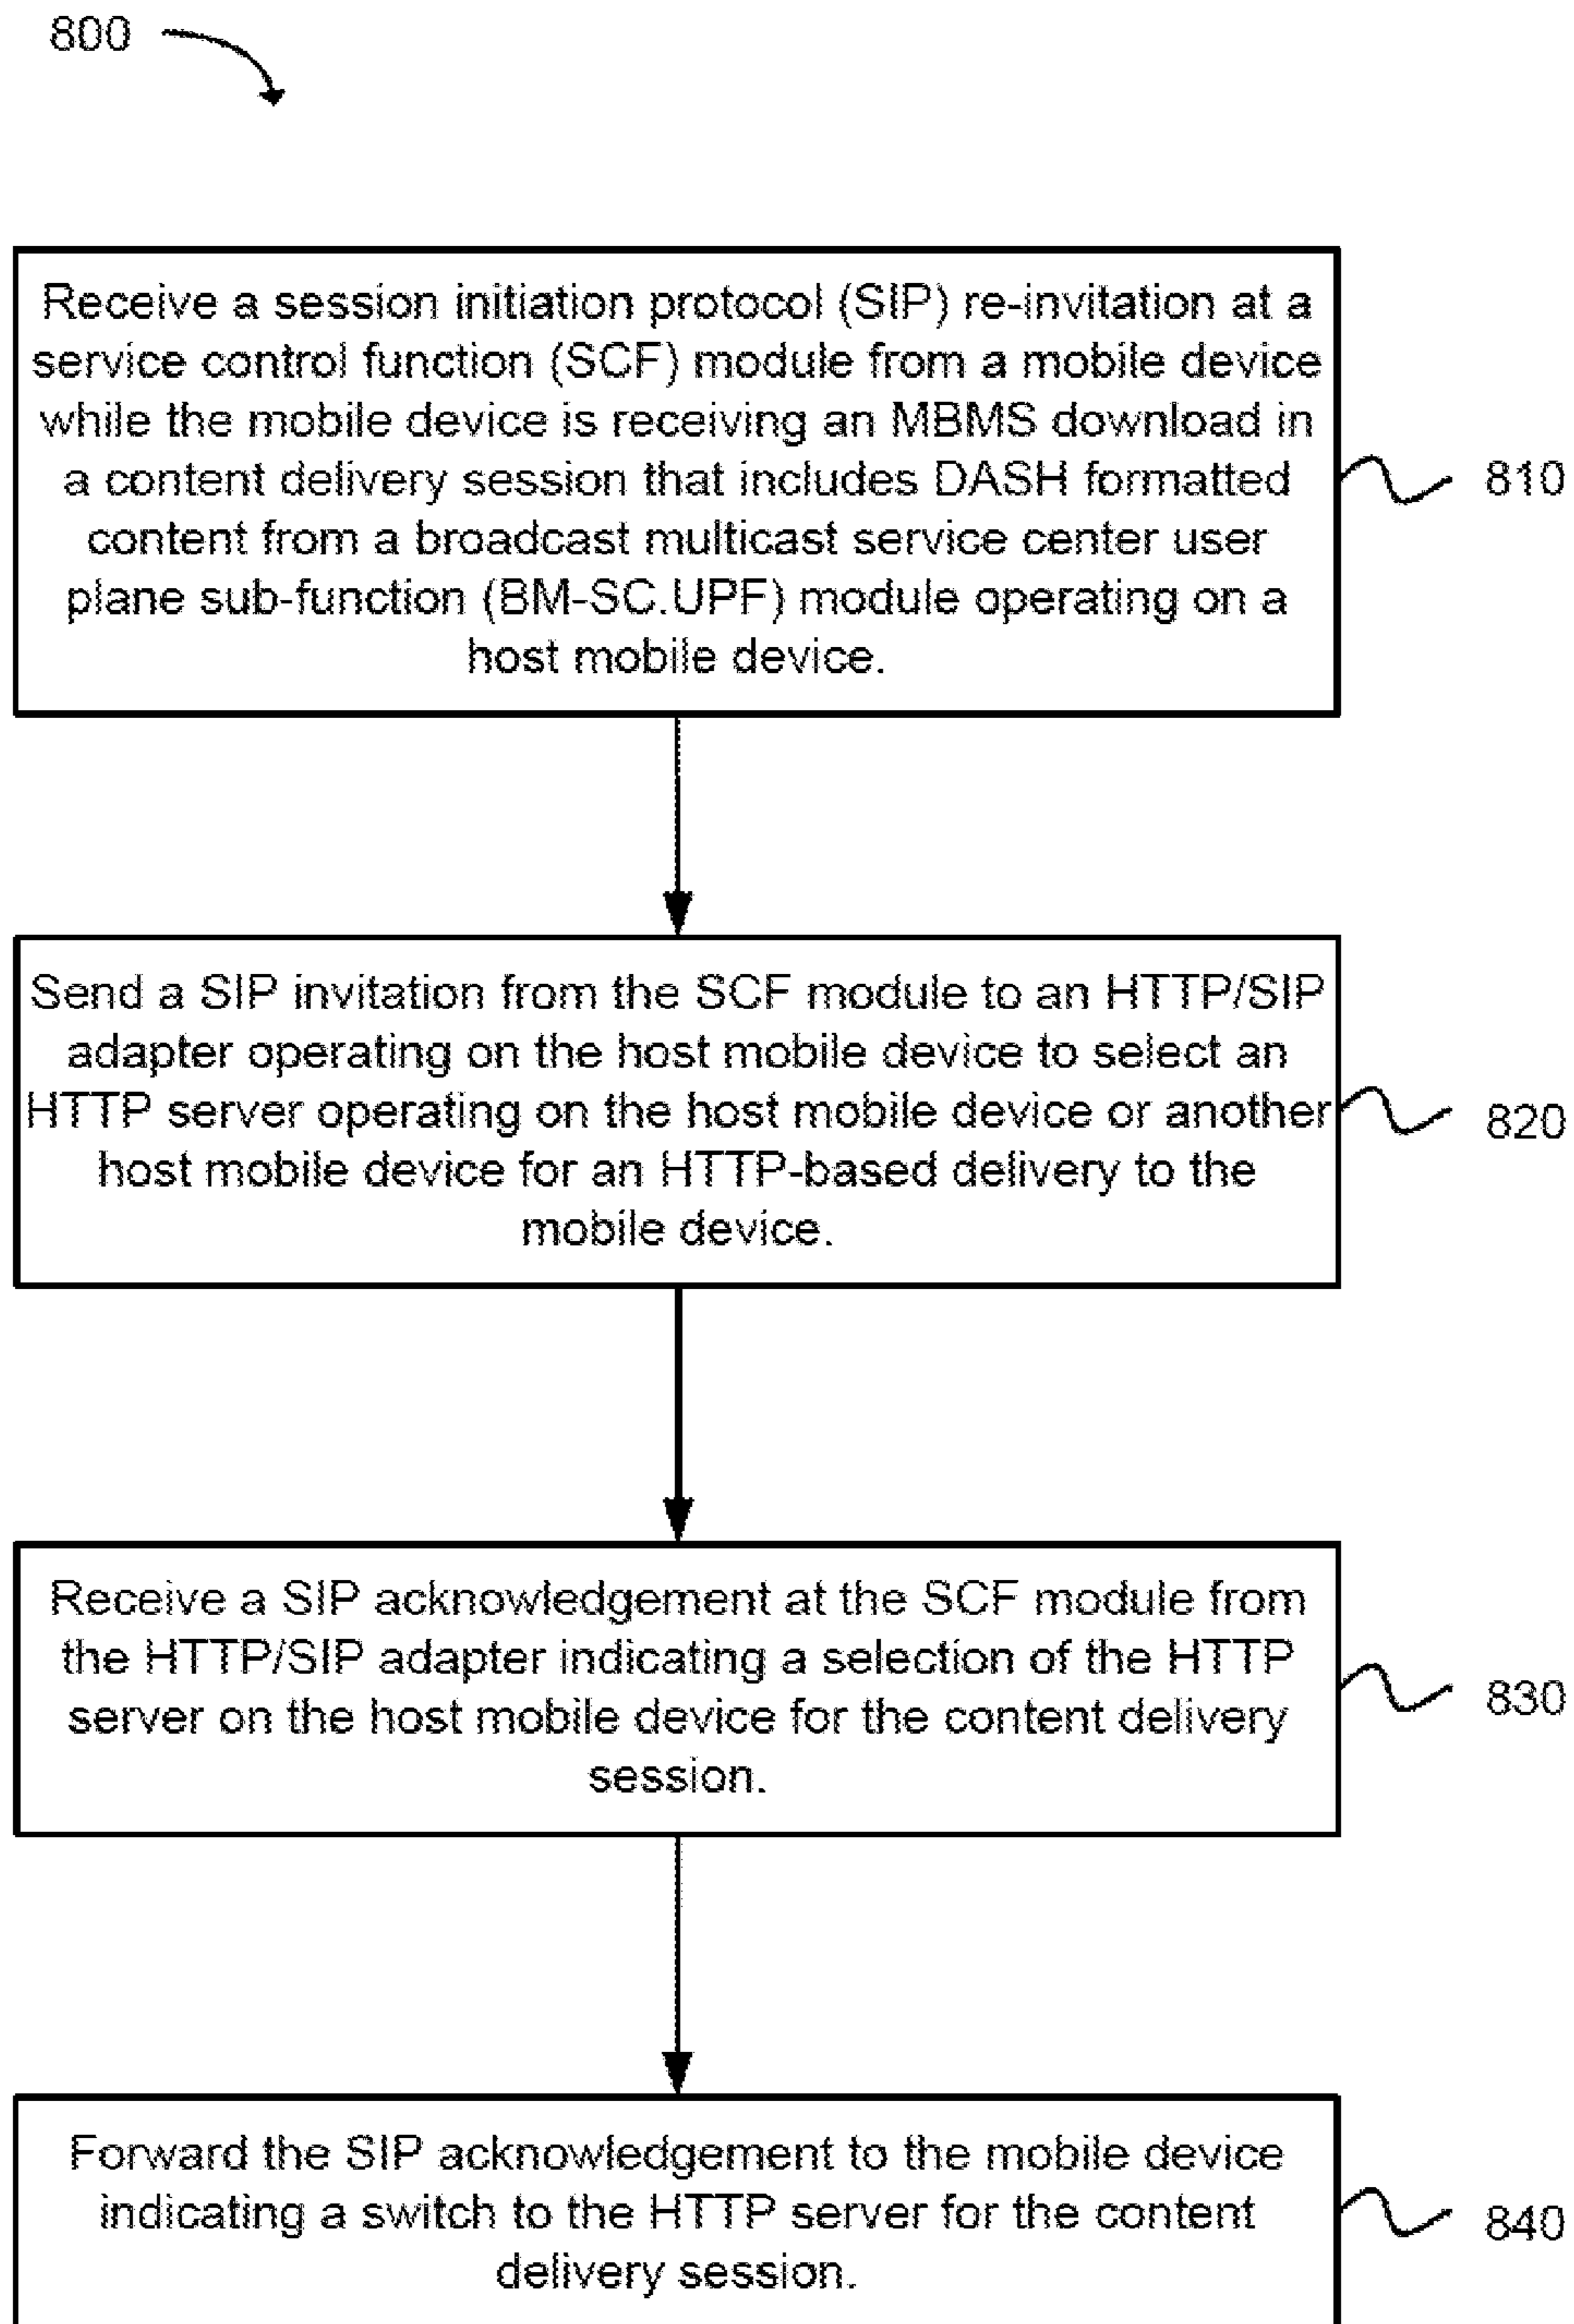 800
Receive a session initiation protocol (SIP) re-invitation at a
service control function (SCF) module from a mobile device
while the mobile device is receiving an MBMS download in
a content delivery session that includes DASH formatted
content from a broadcast multicast service center user
plane sub-function (BM-SC.UPF) module operating on a
host mobile device.
810
Send a SIP invitation from the SCF module to an HTTP/SIP
adapter operating on the host mobile device to select an
HTTP server operating on the host mobile device or another
host mobile device for an HTTP-based delivery to the
mobile device.
820
Receive a SIP acknowledgement at the SCF module from
the HTTP/SIP adapter indicating a selection of the HTTP
server on the host mobile device for the content delivery
session.
830
Forward the SIP acknowledgement to the mobile device
indicating a switch to the HTTP server for the content
delivery session.
840